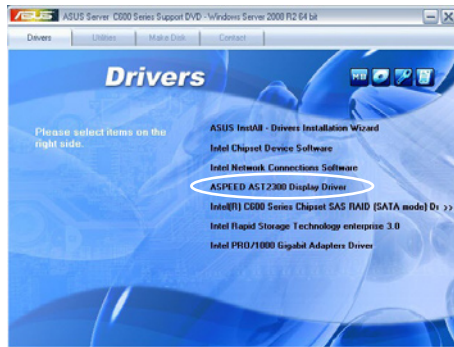 ASUS ASUS Server C600 Series Support DVD - Windows Server 2008 R2 64 bit
Drivers Utilities Make Disk Contact
Drivers
MB
Please select items on the
right side.
ASUS InstAll - Drivers Installation Wizard
Intel Chipset Device Software
Intel Network Connections Software
ASPEED AST2300 Display Driver
Intel(R) C600 Series Chipset SAS RAID (SATA mode) Dr >>
Intel Rapid Storage Technology enterprise 3.0
Intel PRO/1000 Gigabit Adapters Driver